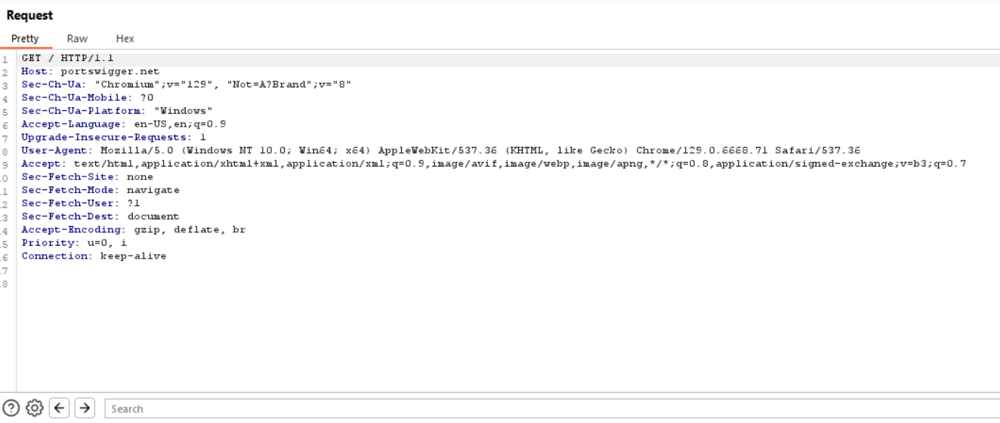 Request
Pretty Raw Hex
1 GET / HTTP/1.1
2 Host: portswigger.net
3 Sec-Ch-Ua: "Chromium";v="129", "Not=A?Brand";v="8"
4 Sec-Ch-Ua-Mobile: ?0
5 Sec-Ch-Ua-Platform: "Windows"
6 Accept-Language: en-US,en;q=0.9
7 Upgrade-Insecure-Requests: 1
8 User-Agent: Mozilla/5.0 (Windows NT 10.0; Win64; x64) AppleWebKit/537.36 (KHTML, like Gecko) Chrome/129.0.6668.71 Safari/537.36
9 Accept: text/html,application/xhtml+xml,application/xml;q=0.9,image/avif,image/webp,image/apng,*/*;q=0.8,application/signed-exchange;v=b3;q=0.7
0 Sec-Fetch-Site: none
1 Sec-Fetch-Mode: navigate
2 Sec-Fetch-User: ?1
3 Sec-Fetch-Dest: document
4 Accept-Encoding: gzip, deflate, br
5 Priority: u=0, i
6 Connection: keep-alive
7
8
Search